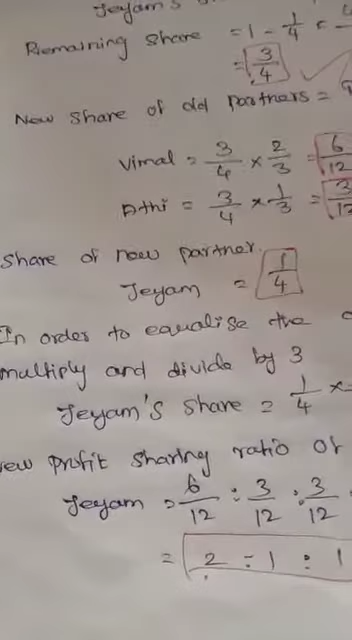 Jeyam's
Remaining share = 1 - 1/4 =
= 3/4
New share of old partners =
Vimal = 3/4 × 2/3 = 6/12
Athi = 3/4 × 1/3 = 3/12
share of new partner.
Jeyam = 1/4
In order to equalise the
multiply and divide by 3
Jeyam's share = 1/4 ×
profit sharing ratio of
Jeyam = 6/12 : 3/12 : 3/12
= 2 : 1 : 1